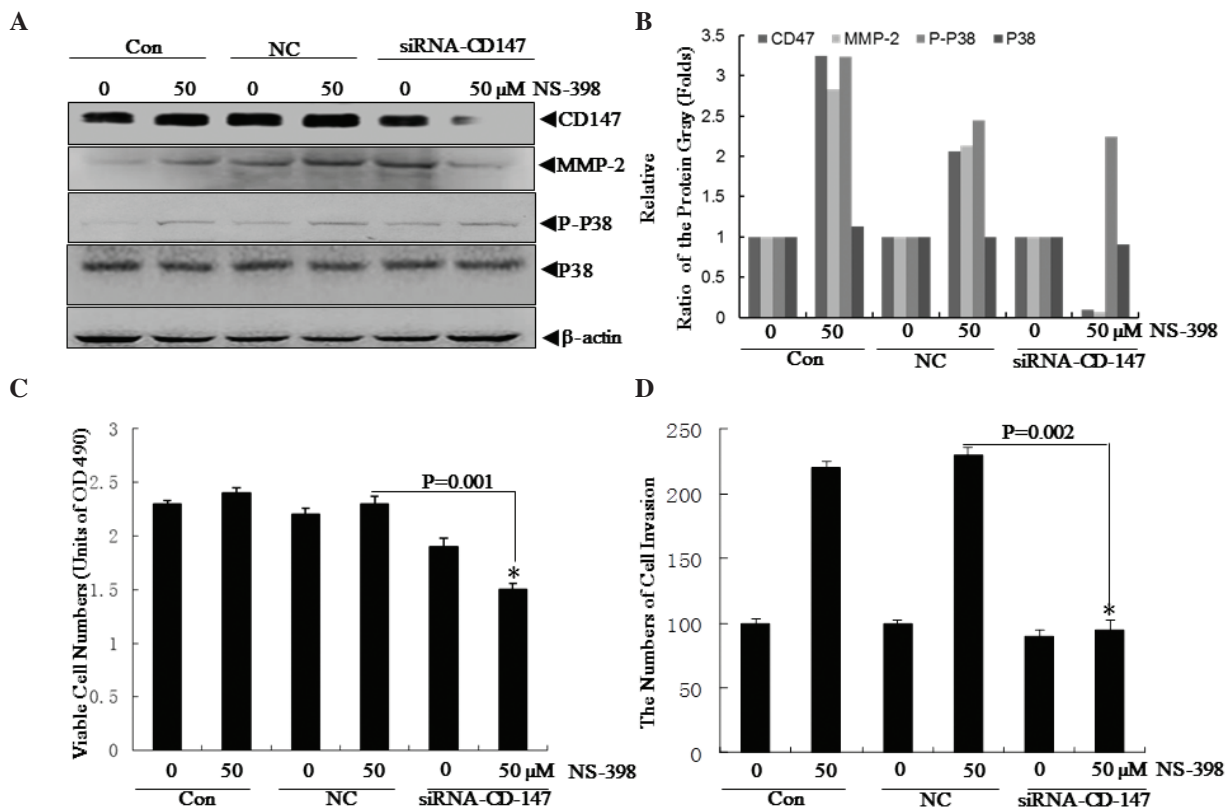 A
Con NC siRNA-CD147
0 50 0 50 0 50 μM NS-398
CD147
MMP-2
P-P38
P38
β-actin
B
Relative
Ratio of the Protein Gray (Folds)
CD47 MMP-2 P-P38 P38
3.5
3
2.5
2
1.5
1
0.5
0
0 50 0 50 0 50 μM NS-398
Con NC siRNA-CD-147
C
Viable Cell Numbers (Units of OD490)
3
2.5
2
1.5
1
0.5
0
P=0.001
*
0 50 0 50 0 50 μM NS-398
Con NC siRNA-CD-147
D
The Numbers of Cell Invasion
250
200
150
100
50
0
P=0.002
*
0 50 0 50 0 50 μM NS-398
Con NC siRNA-CD-147